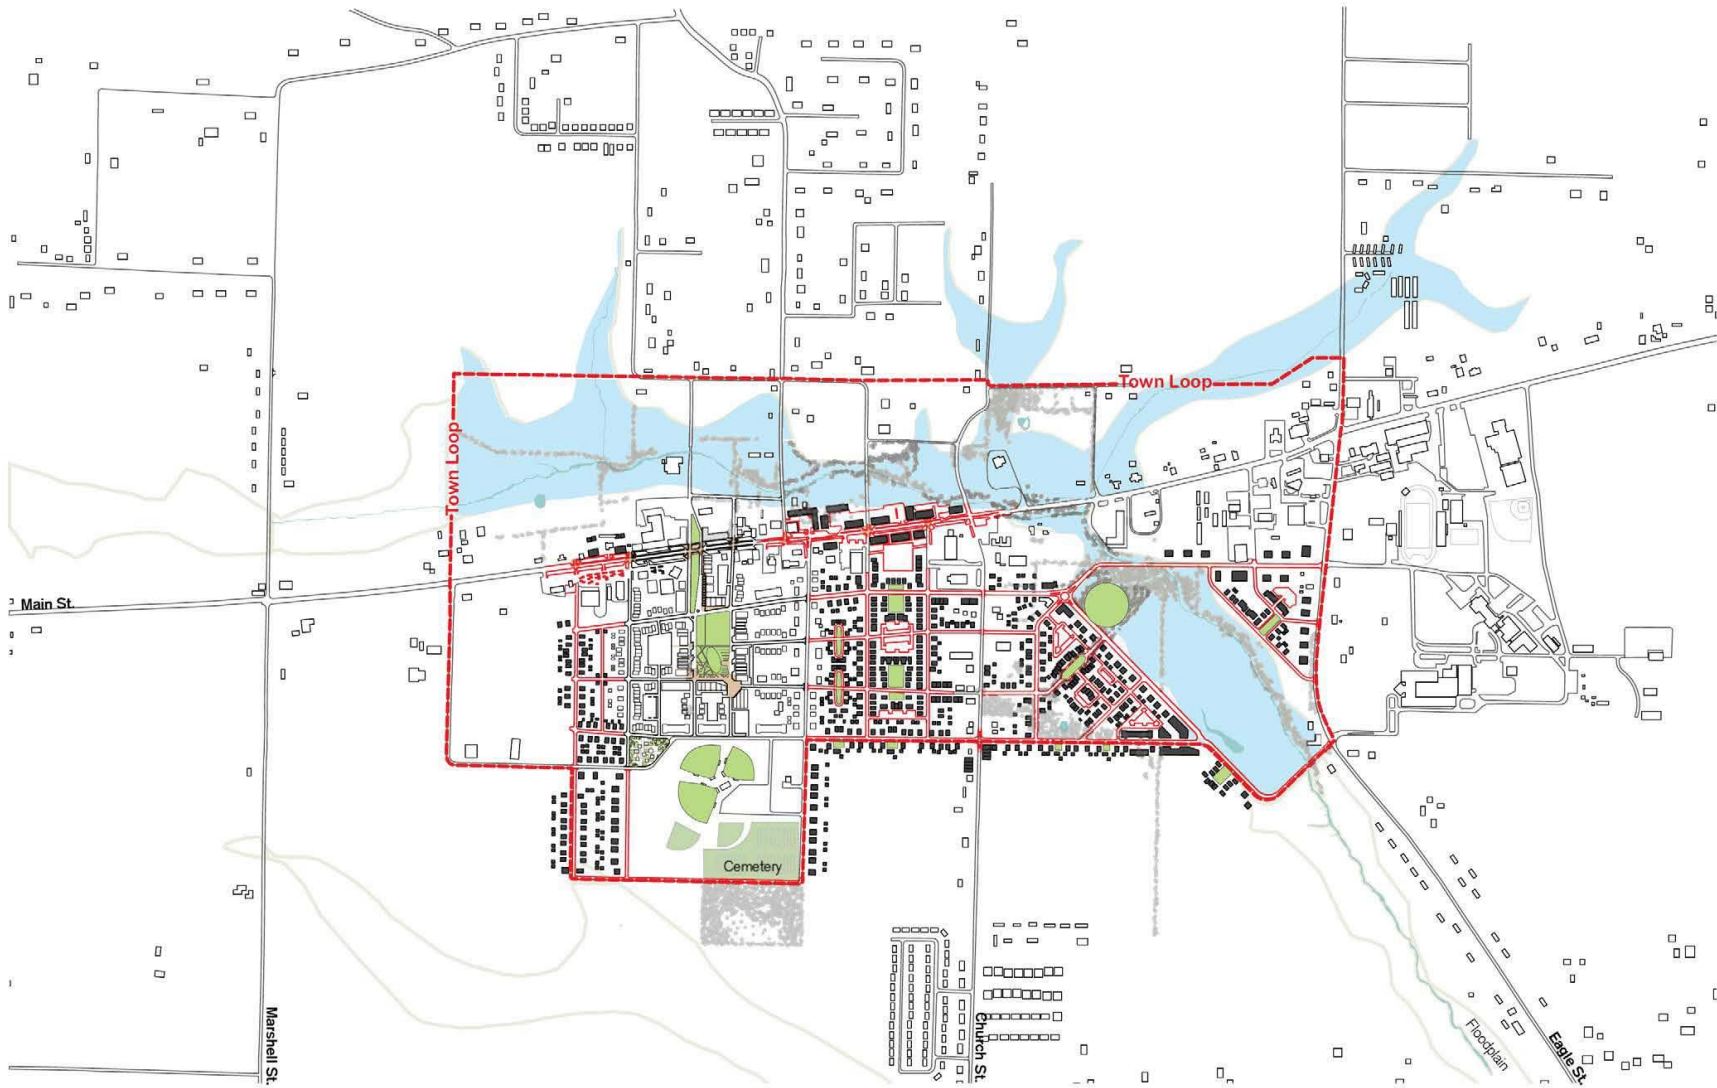 Town Loop
Town Loop
Main St.
Cemetery
Marshell St.
Church St.
Floodplain
Eagle St.